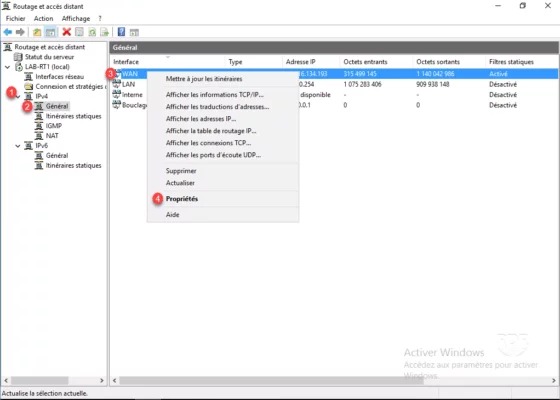 Routage et accès distant
Fichier Action Affichage ?
Routage et accès distant
Statut du serveur
LAB-RT1 (local)
Interfaces réseau
Connexion et stratégies
1 IPv4
2 Général
Itinéraires statiques
IGMP
NAT
IPv6
Général
Itinéraires statiques
Général
Interface Type Adresse IP Octets entrants Octets sortants Filtres statiques
3 WAN 16.134.193 315 499 145 1 140 042 986 Activé
LAN 0.254 1 075 283 406 909 938 148 Désactivé
interne disponible - - Désactivé
Bouclage 0.0.1 0 0 Désactivé
Mettre à jour les itinéraires
Afficher les informations TCP/IP...
Afficher les traductions d'adresses...
Afficher les adresses IP...
Afficher la table de routage IP...
Afficher les connexions TCP...
Afficher les ports d'écoute UDP...
Supprimer
Actualiser
4 Propriétés
Aide
Activer Windows
Accédez aux paramètres pour activer
Windows.
Actualise la sélection actuelle.